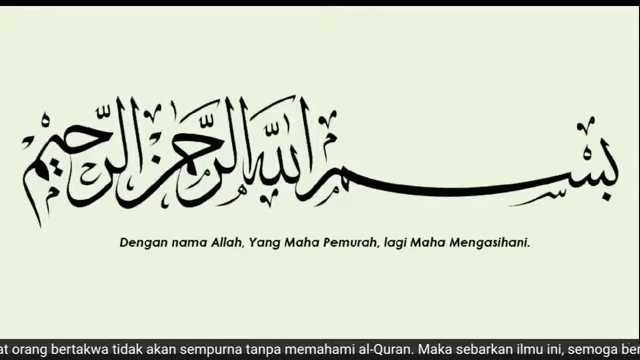 بسم الله الرحمن الرحيم
Dengan nama Allah, Yang Maha Pemurah, lagi Maha Mengasihani.
orang bertakwa tidak akan sempurna tanpa memahami al-Quran. Maka sebarkan ilmu ini, semoga